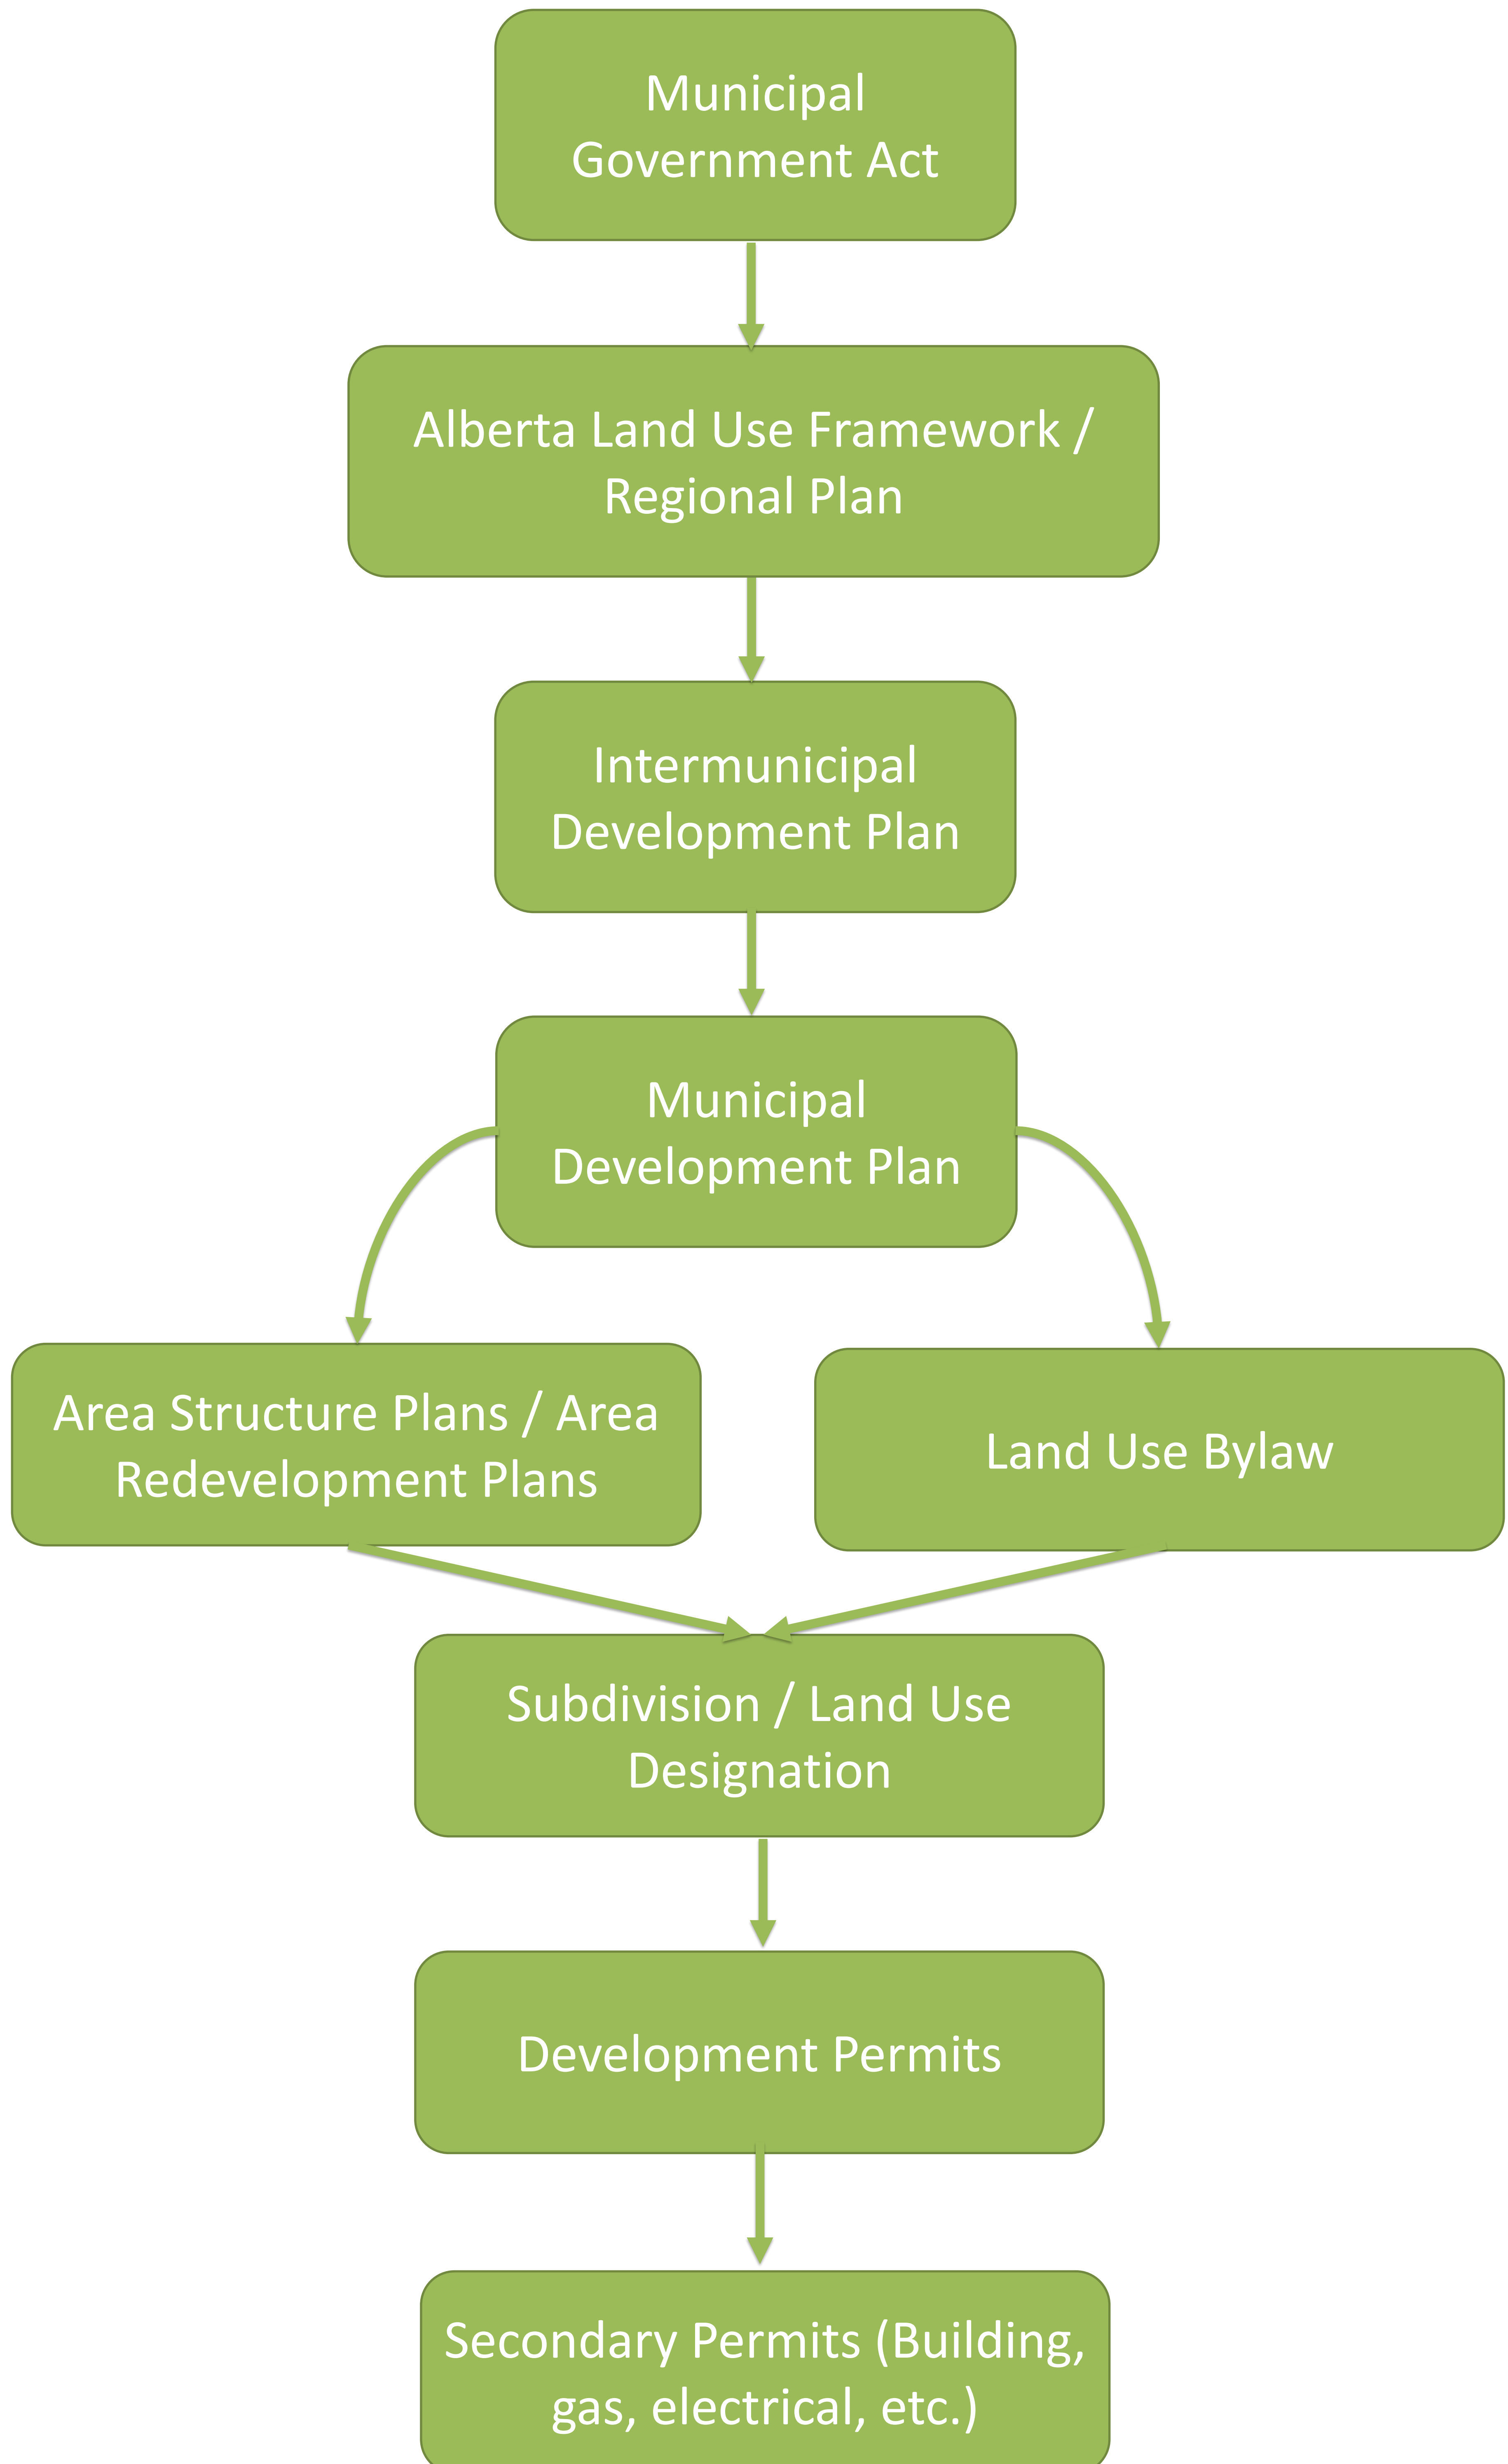 Municipal
Government Act
Alberta Land Use Framework /
Regional Plan
Intermunicipal
Development Plan
Municipal
Development Plan
Area Structure Plans / Area
Redevelopment Plans
Land Use Bylaw
Subdivision / Land Use
Designation
Development Permits
Secondary Permits (Building,
gas, electrical, etc.)